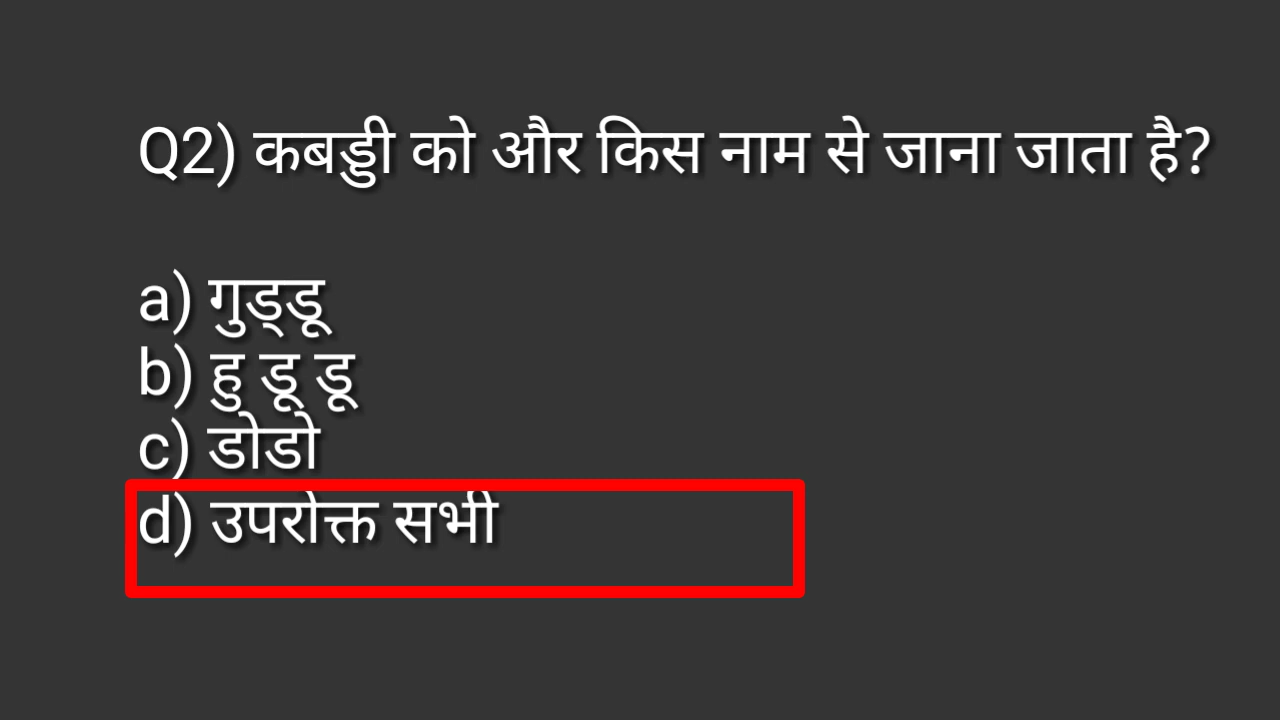 Q2) कबड्डी को और किस नाम से जाना जाता है?
a) गुड्‌डू
b) हु डू डू
c) डोडो
d) उपरोक्त सभी